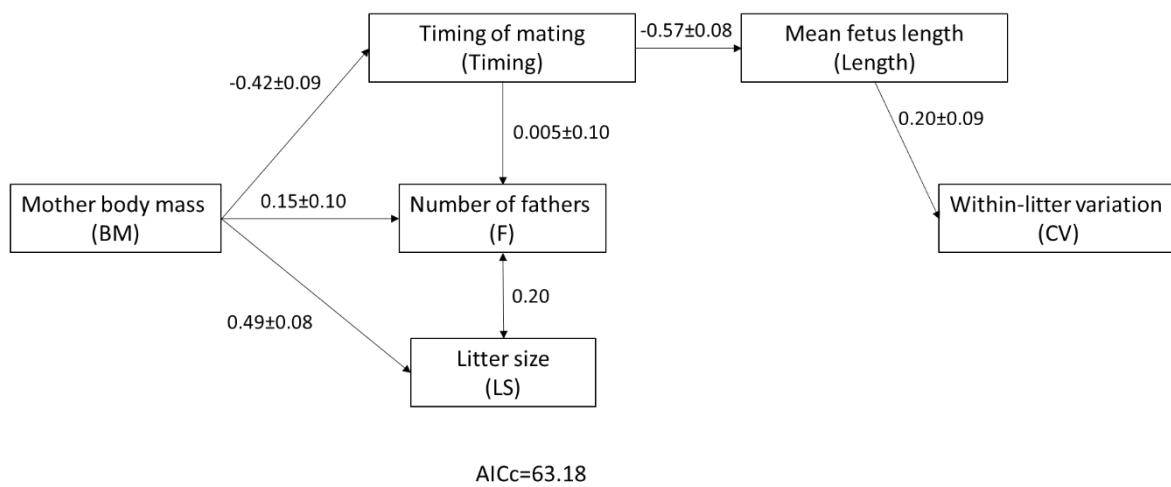 Timing of mating
(Timing)
-0.57±0.08
Mean fetus length
(Length)
-0.42±0.09
0.005±0.10
0.20±0.09
Mother body mass
(BM)
0.15±0.10
Number of fathers
(F)
Within-litter variation
(CV)
0.49±0.08
0.20
Litter size
(LS)
AICc=63.18